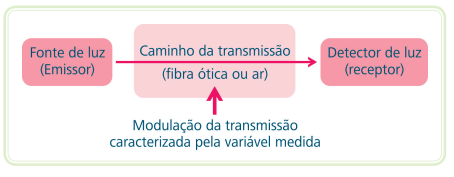 Fonte de luz
(Emissor)
Caminho da transmissão
(fibra ótica ou ar)
Detector de luz
(receptor)
Modulação da transmissão
caracterizada pela variável medida